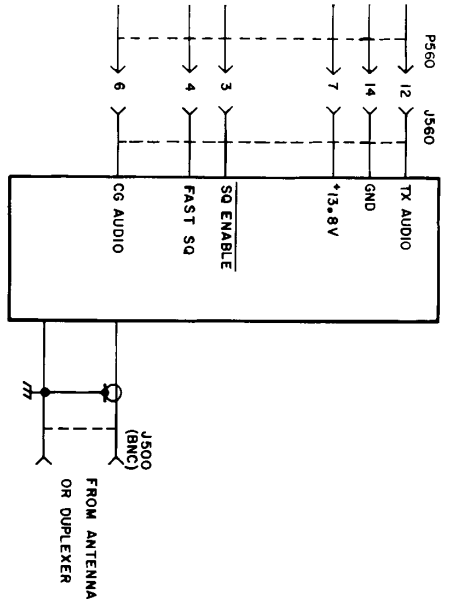 P560
J560
12
TX AUDIO
14
GND
7
+13.8V
3
SQ ENABLE
4
FAST SQ
6
CG AUDIO
J500
(BNC)
FROM ANTENNA
OR DUPLEXER